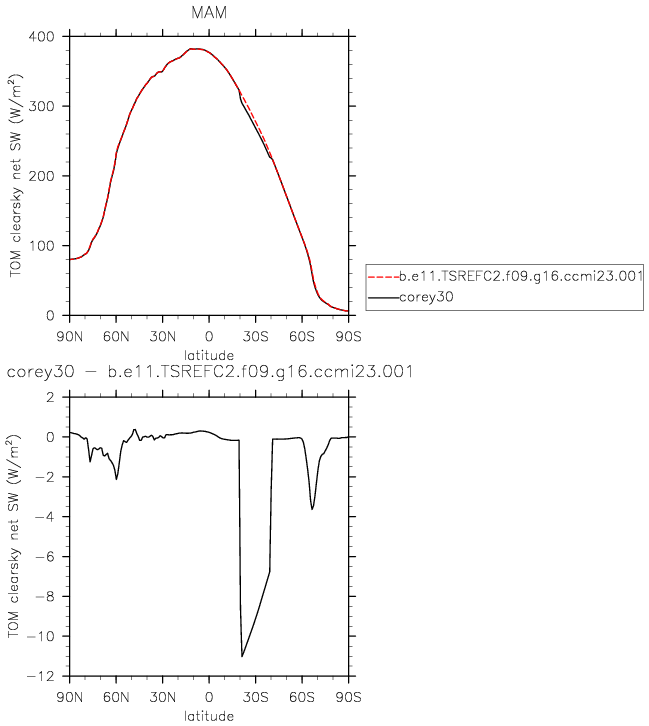 MAM
TOM clearsky net SW (W/m²)
400
300
200
100
0
90N 60N 30N 0 30S 60S 90S
latitude
b.e11.TSREFC2.f09.g16.ccmi23.001
corey30
corey30 − b.e11.TSREFC2.f09.g16.ccmi23.001
TOM clearsky net SW (W/m²)
2
0
−2
−4
−6
−8
−10
−12
90N 60N 30N 0 30S 60S 90S
latitude